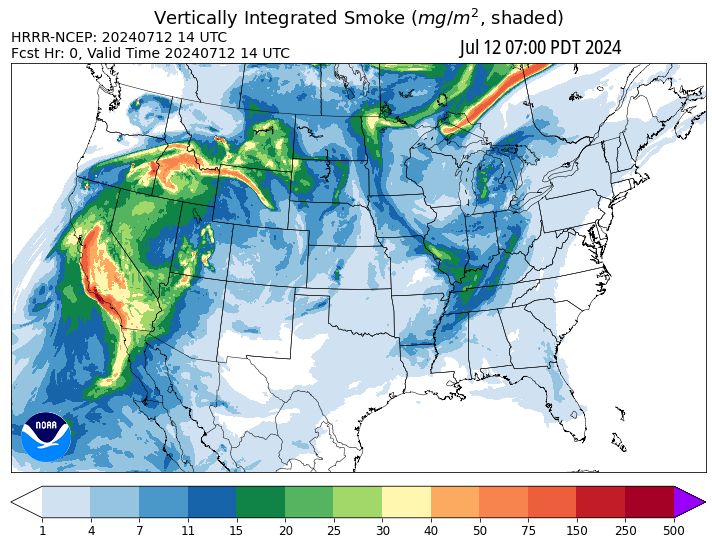 Vertically Integrated Smoke (mg/m², shaded)
HRRR-NCEP: 20240712 14 UTC
Fcst Hr: 0, Valid Time 20240712 14 UTC
Jul 12 07:00 PDT 2024
NOAA
1 4 7 11 15 20 25 30 40 50 75 150 250 500